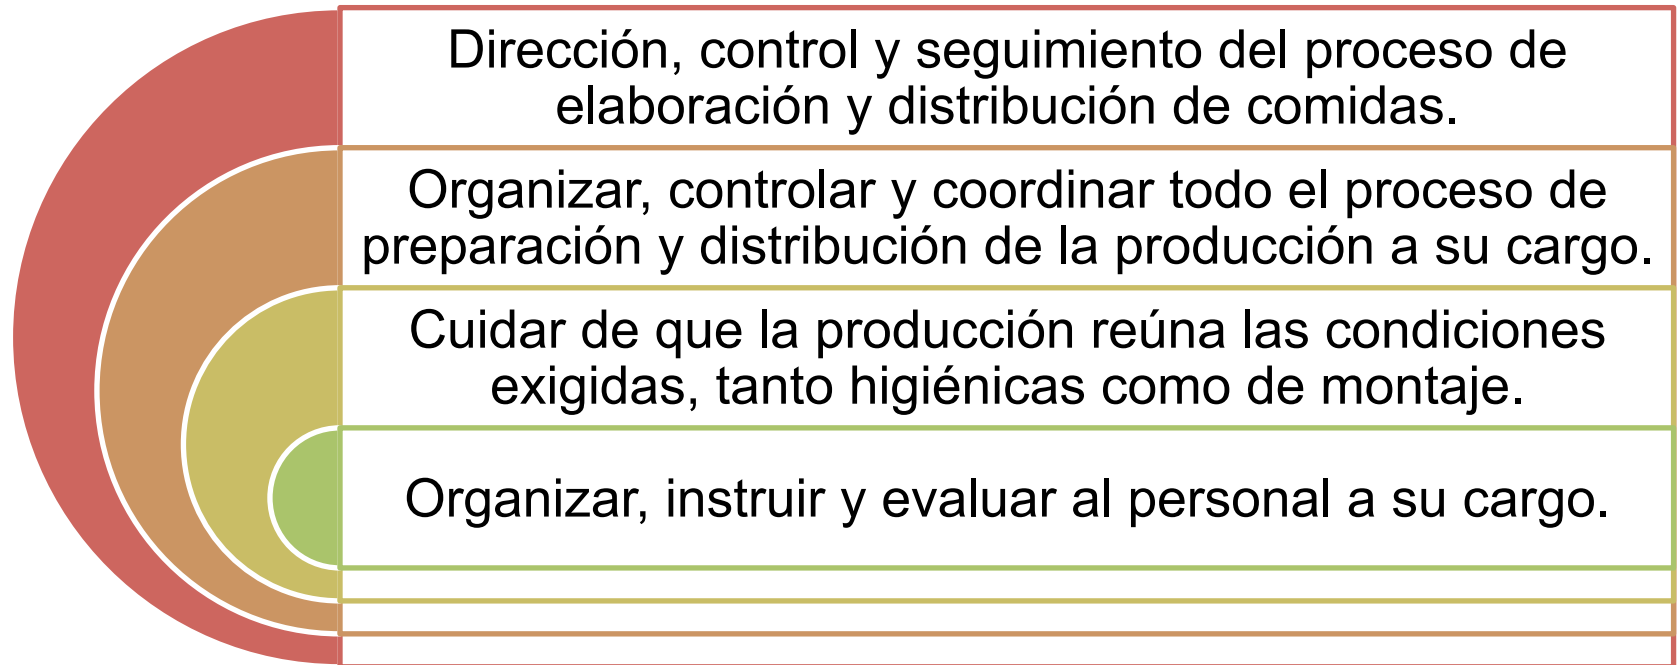 Dirección, control y seguimiento del proceso de
elaboración y distribución de comidas.
Organizar, controlar y coordinar todo el proceso de
preparación y distribución de la producción a su cargo.
Cuidar de que la producción reúna las condiciones
exigidas, tanto higiénicas como de montaje.
Organizar, instruir y evaluar al personal a su cargo.